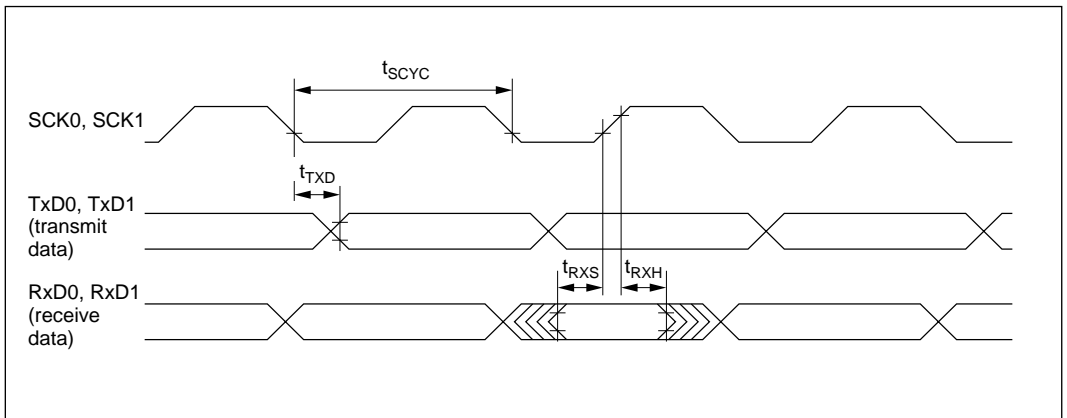 tSCYC
SCK0, SCK1
tTXD
TxD0, TxD1
(transmit
data)
tRXS
tRXH
RxD0, RxD1
(receive
data)